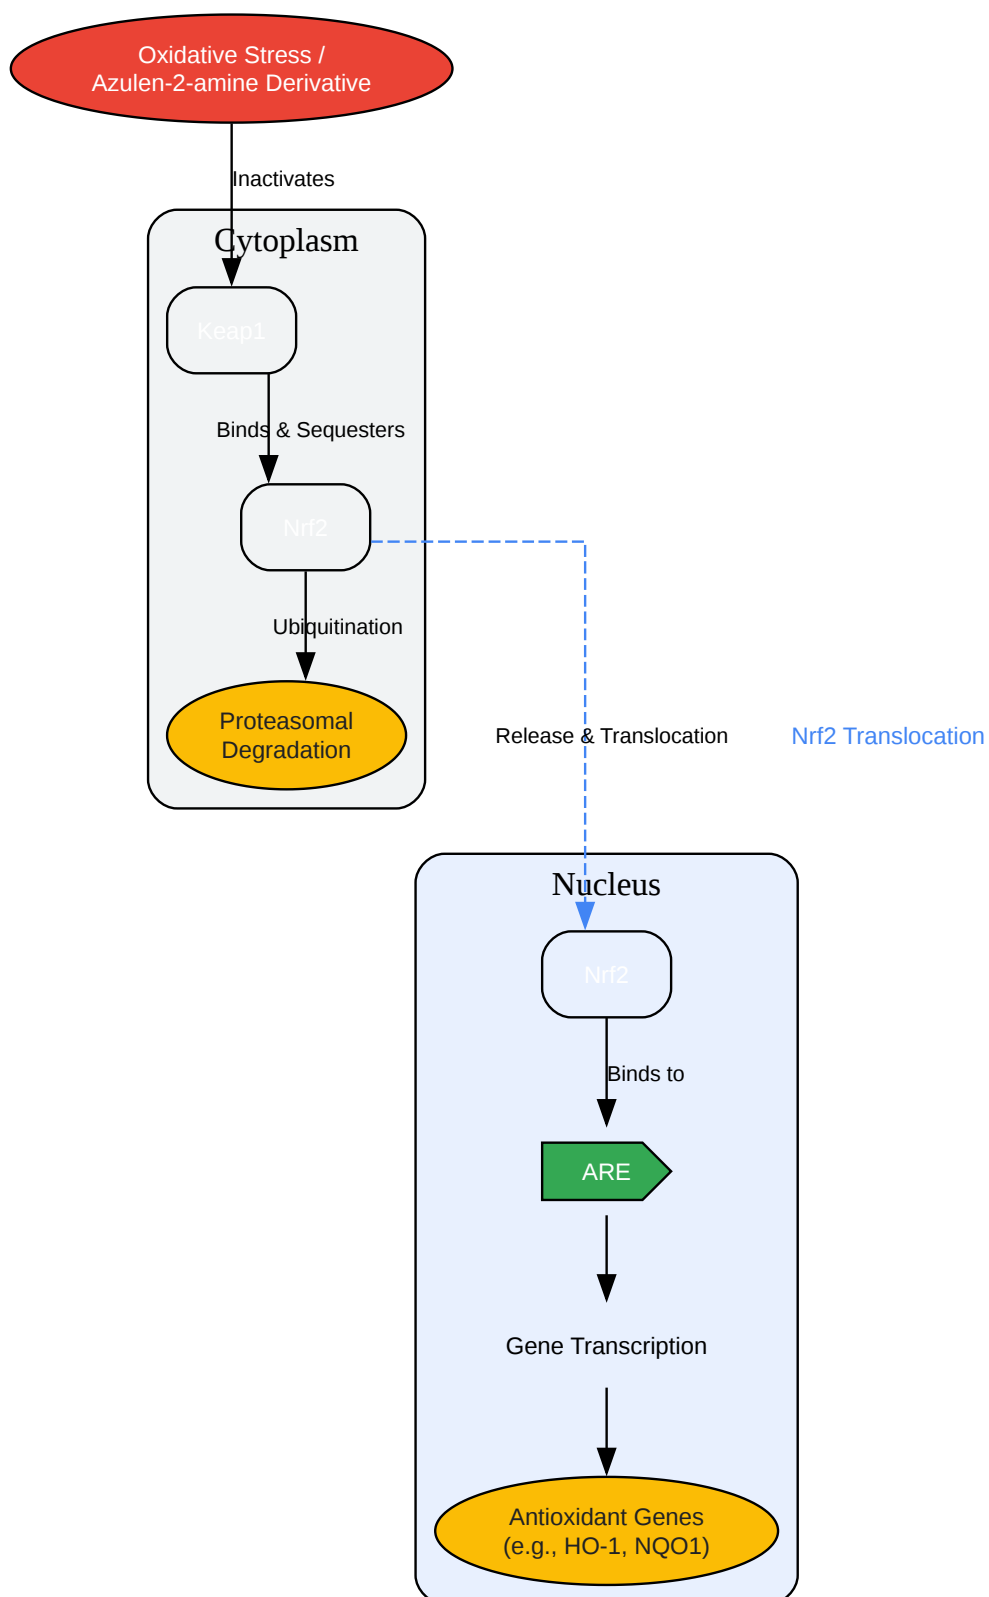 Oxidative Stress /
Azulen-2-amine Derivative
Inactivates
Cytoplasm
Keap1
Binds & Sequesters
Nrf2
Ubiquitination
Proteasomal
Degradation
Release & Translocation
Nrf2 Translocation
Nucleus
Nrf2
Binds to
ARE
Gene Transcription
Antioxidant Genes
(e.g., HO-1, NQO1)